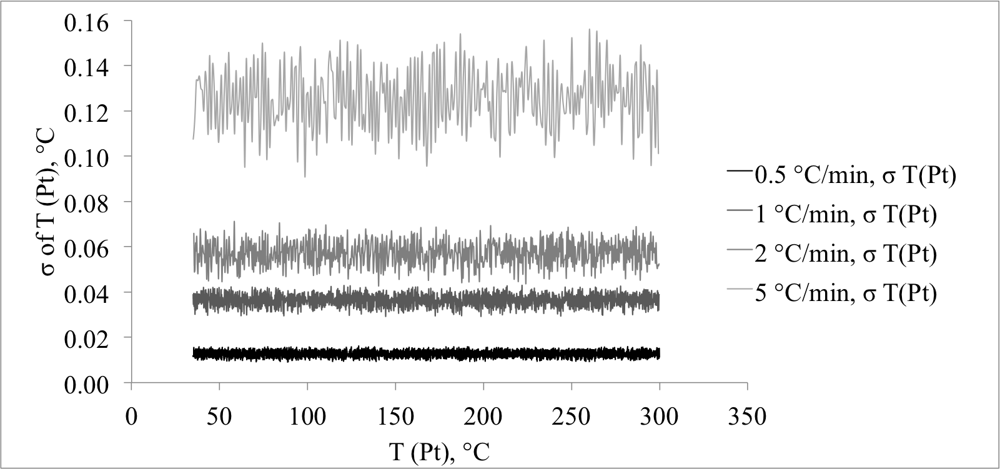 0.16
0.14
0.12
0.10
0.08
0.06
0.04
0.02
0.00
σ of T (Pt), °C
0 50 100 150 200 250 300 350
T (Pt), °C
0.5 °C/min, σ T(Pt)
1 °C/min, σ T(Pt)
2 °C/min, σ T(Pt)
5 °C/min, σ T(Pt)